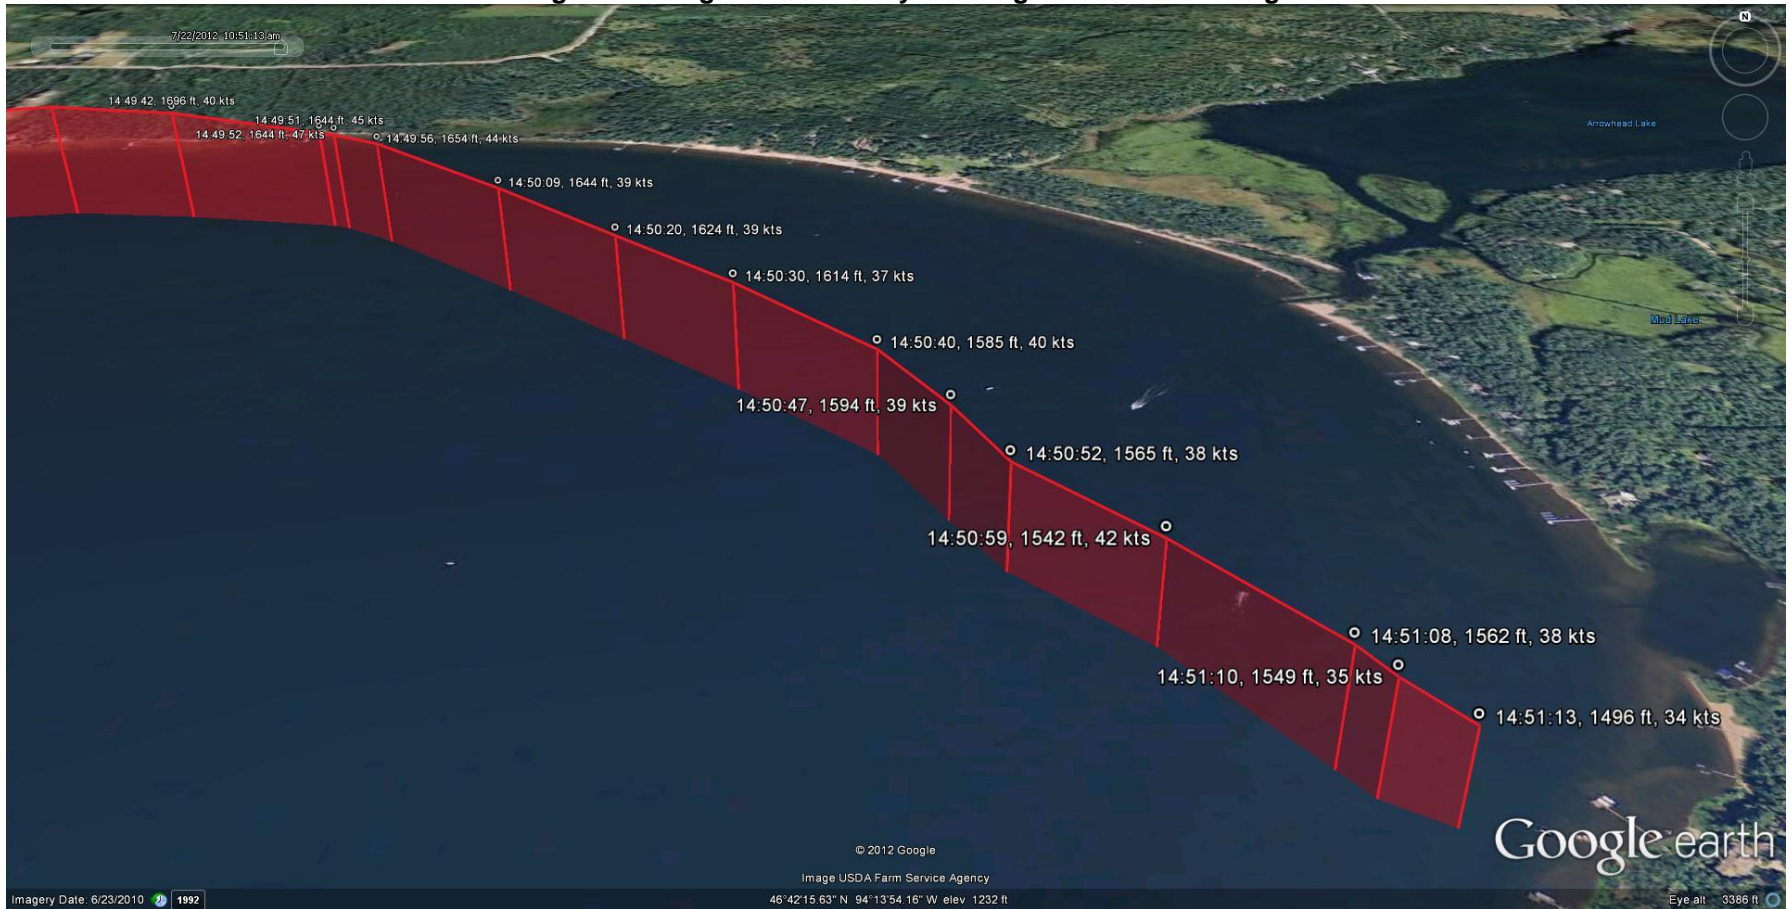 7/22/2012 10:51:13 am
N
14:49:42, 1696 ft, 40 kts
14:49:51, 1644 ft, 45 kts
14:49:52, 1644 ft, 47 kts
14:49:56, 1654 ft, 44 kts
Arrowhead Lake
14:50:09, 1644 ft, 39 kts
14:50:20, 1624 ft, 39 kts
14:50:30, 1614 ft, 37 kts
Mud Lake
14:50:40, 1585 ft, 40 kts
14:50:47, 1594 ft, 39 kts
14:50:52, 1565 ft, 38 kts
14:50:59, 1542 ft, 42 kts
14:51:08, 1562 ft, 38 kts
14:51:10, 1549 ft, 35 kts
14:51:13, 1496 ft, 34 kts
Google earth
© 2012 Google
Image USDA Farm Service Agency
Imagery Date: 6/23/2010 1992 46°42'15.63" N 94°13'54.16" W elev 1232 ft Eye alt 3386 ft